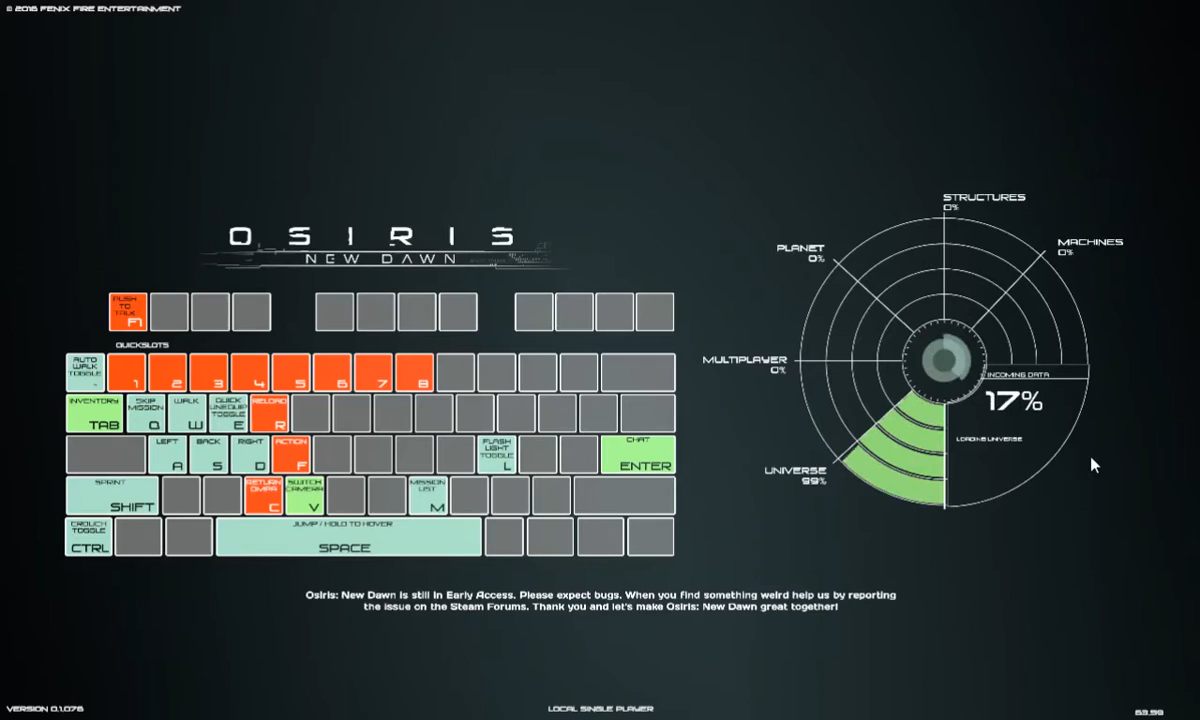 © 2016 FENIX FIRE ENTERTAINMENT
STRUCTURES
0%
PLANET
0%
MACHINES
0%
OSIRIS
NEW DAWN
PUSH
TO
TALK
F1
QUICKSLOTS
AUTO
WALK
TOGGLE
1 2 3 4 5 6 7 8
MULTIPLAYER
0%
INCOMING DATA
17%
LOADING UNIVERSE
INVENTORY
TAB
SKIP
MISSION
Q
WALK
W
QUICK
UNEQUIP
TOGGLE
E
RELOAD
R
LEFT
A
BACK
S
RIGHT
D
ACTION
F
FLASH
LIGHT
TOGGLE
L
CHAT
ENTER
UNIVERSE
99%
SPRINT
SHIFT
RETURN
OMPA
C
SWITCH
CAMERA
V
MISSION
LIST
M
CROUCH
TOGGLE
CTRL
JUMP / HOLD TO HOVER
SPACE
Osiris: New Dawn is still in Early Access. Please expect bugs. When you find something weird help us by reporting
the issue on the Steam Forums. Thank you and let's make Osiris: New Dawn great together!
VERSION 0.1.076
LOCAL SINGLE PLAYER